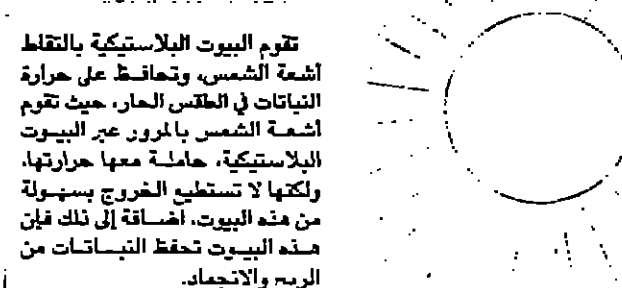 تقوم البيوت البلاستيكية بالتقاط
أشعة الشمس، وتحافظ على حرارة
النباتات في الطقس الحار، حيث تقوم
أشعة الشمس بالمرور عبر البيوت
البلاستيكية، حاملة معها حرارتها،
ولكنها لا تستطيع الخروج بسهولة
من هذه البيوت، اضافة إلى ذلك فإن
هذه البيوت تحفظ النباتات من
الريح والانجماد.